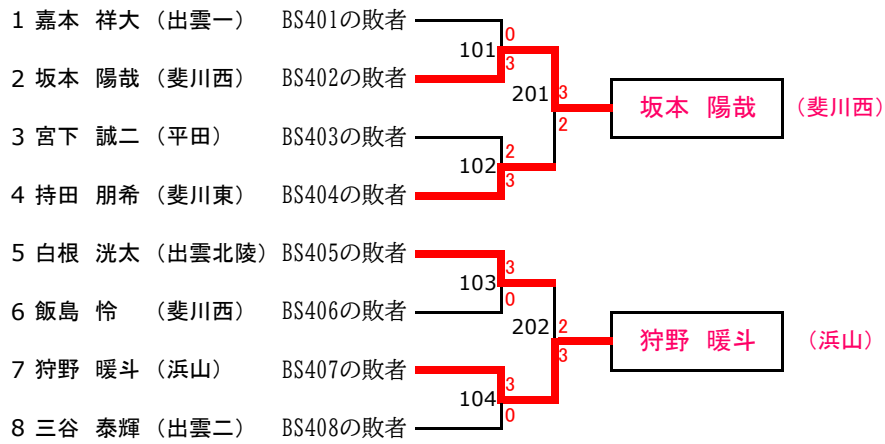 1 嘉本 祥大 (出雲一) BS401の敗者
0
101
3
2 坂本 陽哉 (斐川西) BS402の敗者
201 3
坂本 陽哉 (斐川西)
2
3 宮下 誠二 (平田) BS403の敗者
2
102
3
4 持田 朋希 (斐川東) BS404の敗者
5 白根 洸太 (出雲北陵) BS405の敗者
3
103
0
6 飯島 怜 (斐川西) BS406の敗者
202 2
狩野 暖斗 (浜山)
3
7 狩野 暖斗 (浜山) BS407の敗者
3
104
0
8 三谷 泰輝 (出雲二) BS408の敗者